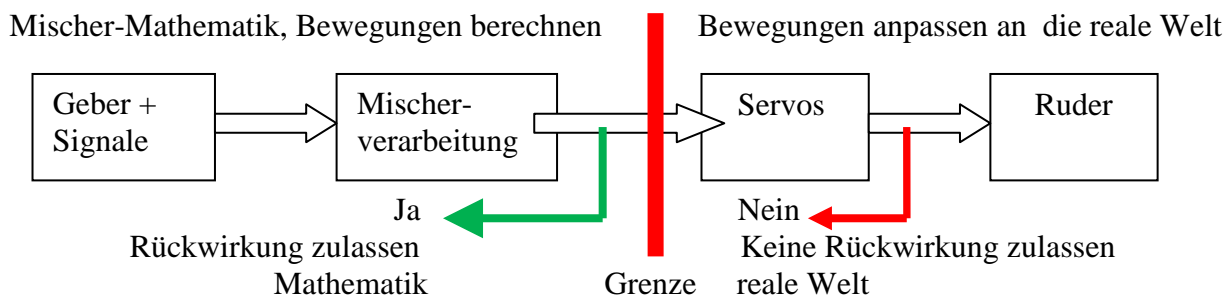 Mischer-Mathematik, Bewegungen berechnen
Bewegungen anpassen an die reale Welt
Geber +
Signale
Mischer-
verarbeitung
Servos
Ruder
Ja
Rückwirkung zulassen
Mathematik
Grenze
Nein
Keine Rückwirkung zulassen
reale Welt